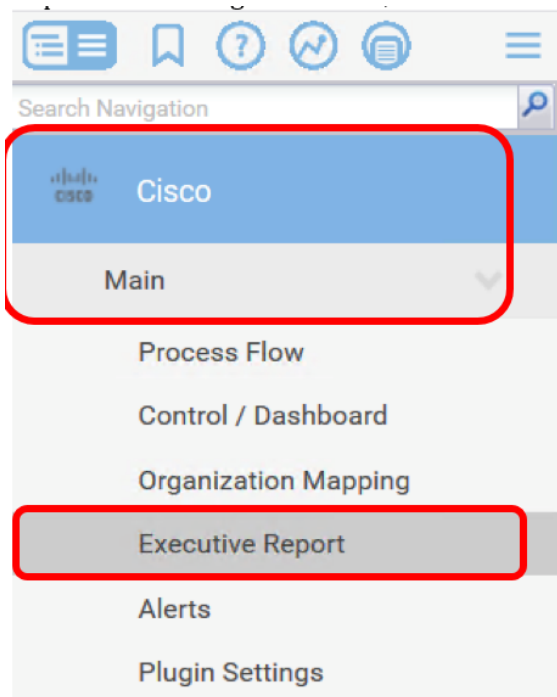 ?
Search Navigation
CISCO
Cisco
Main
Process Flow
Control / Dashboard
Organization Mapping
Executive Report
Alerts
Plugin Settings